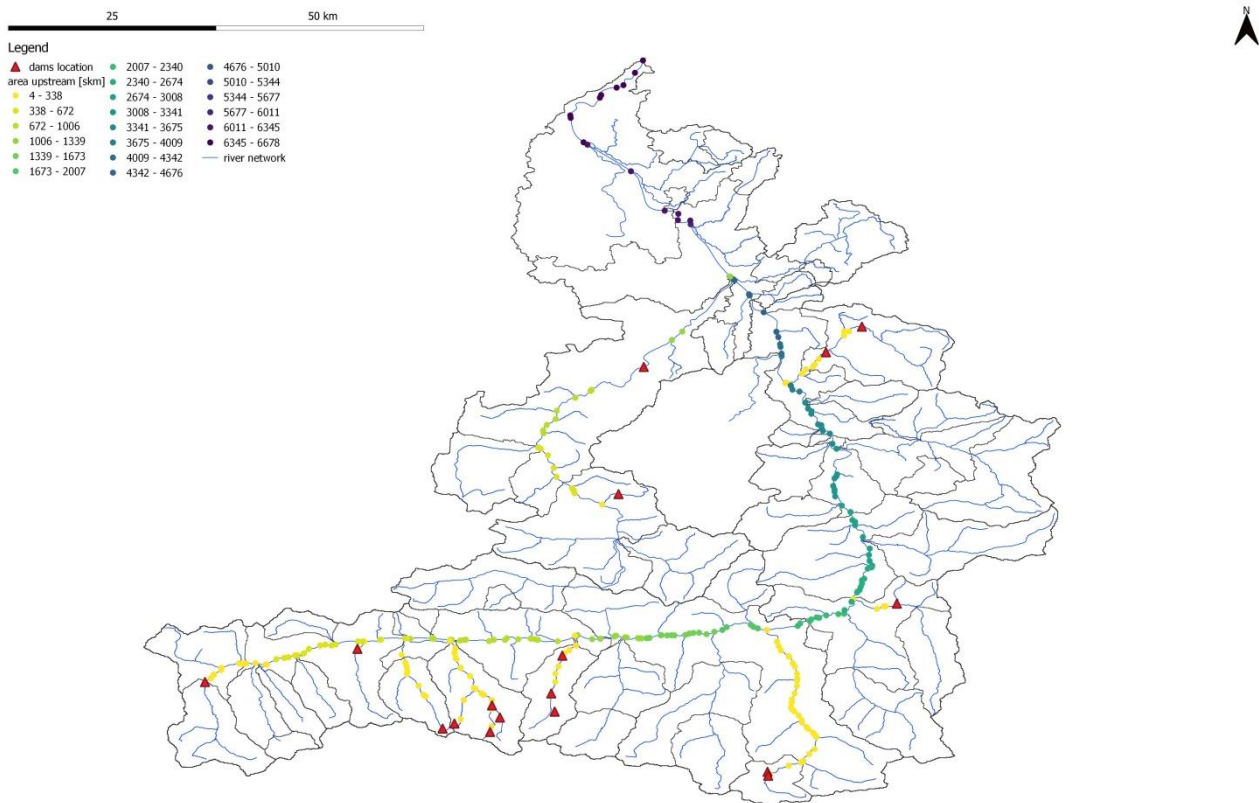 25 50 km
N
Legend
dams location
area upstream [skm]
4 - 338
338 - 672
672 - 1006
1006 - 1339
1339 - 1673
1673 - 2007
2007 - 2340
2340 - 2674
2674 - 3008
3008 - 3341
3341 - 3675
3675 - 4009
4009 - 4342
4342 - 4676
4676 - 5010
5010 - 5344
5344 - 5677
5677 - 6011
6011 - 6345
6345 - 6678
river network